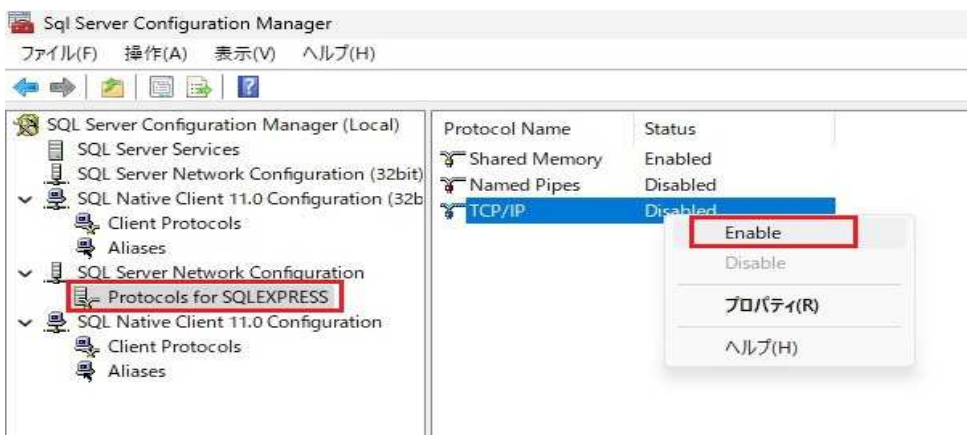 Sql Server Configuration Manager
ファイル(F) 操作(A) 表示(V) ヘルプ(H)
SQL Server Configuration Manager (Local)
SQL Server Services
SQL Server Network Configuration (32bit)
SQL Native Client 11.0 Configuration (32b
Client Protocols
Aliases
SQL Server Network Configuration
Protocols for SQLEXPRESS
SQL Native Client 11.0 Configuration
Client Protocols
Aliases
Protocol Name Status
Shared Memory Enabled
Named Pipes Disabled
TCP/IP Disabled
Enable
Disable
プロパティ(R)
ヘルプ(H)